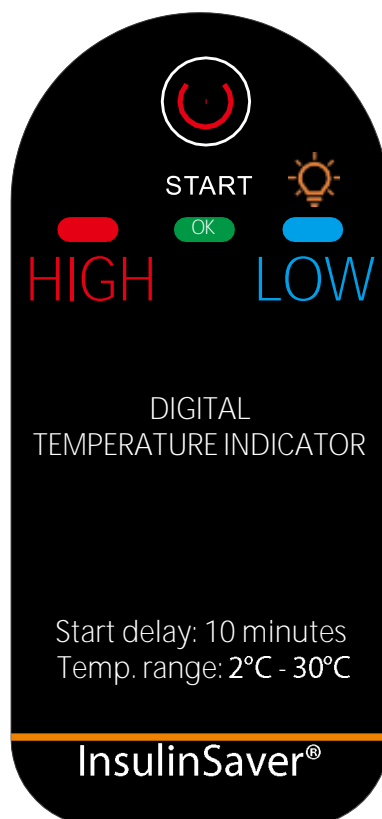 START
OK
HIGH LOW
DIGITAL
TEMPERATURE INDICATOR
Start delay: 10 minutes
Temp. range: 2°C - 30°C
InsulinSaver®